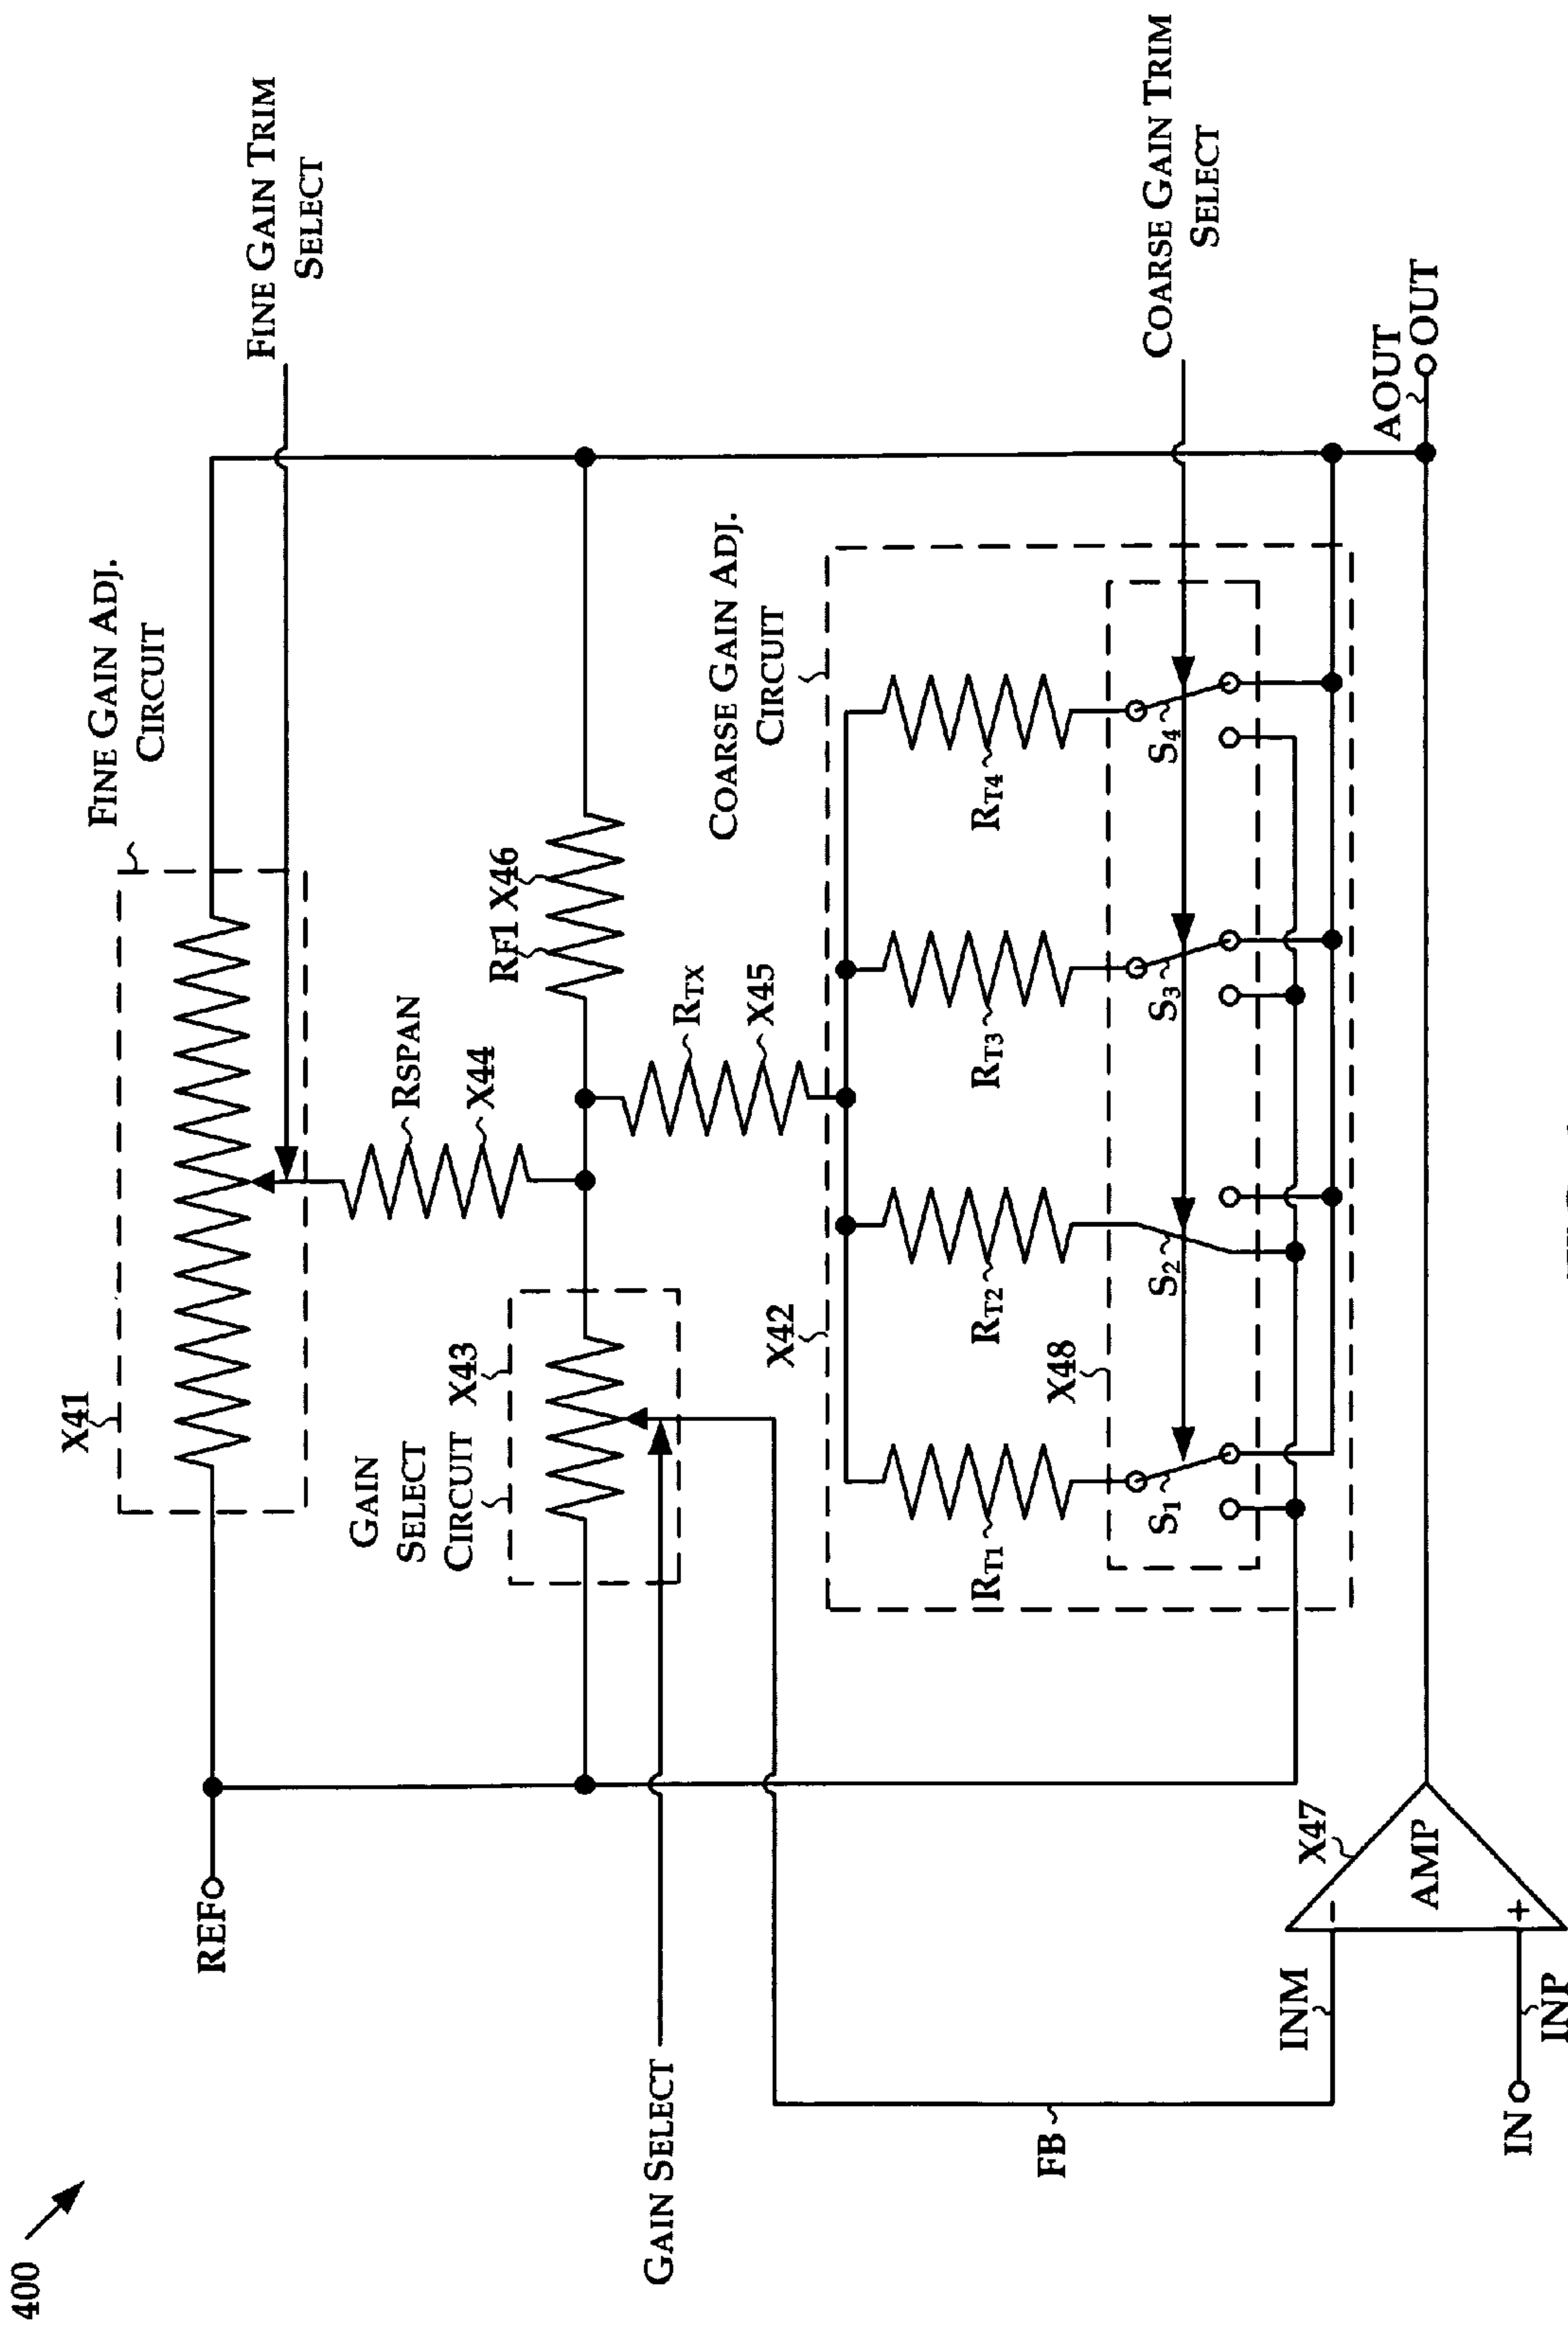 400
REF
X41
FINE GAIN ADJ.
CIRCUIT
FINE GAIN TRIM
SELECT
RSPAN
X44
GAIN
SELECT
CIRCUIT X43
RF1 X46
RTX
X45
GAIN SELECT
X42
COARSE GAIN ADJ.
CIRCUIT
RT1
RT2
RT3
RT4
X48
S1
S2
S3
S4
COARSE GAIN TRIM
SELECT
FB
INM
X47
AMP
−
+
IN
INP
AOUT
OUT